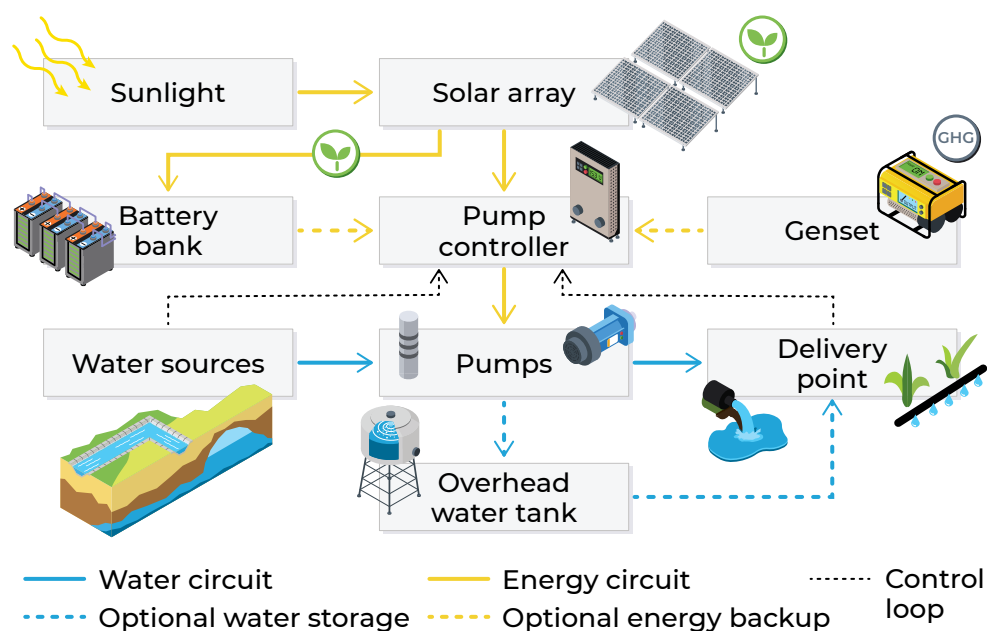 Sunlight
Solar array
GHG
Battery
bank
Pump
controller
Genset
Water sources
Pumps
Delivery
point
Overhead
water tank
Water circuit
Energy circuit
Control
loop
Optional water storage
Optional energy backup